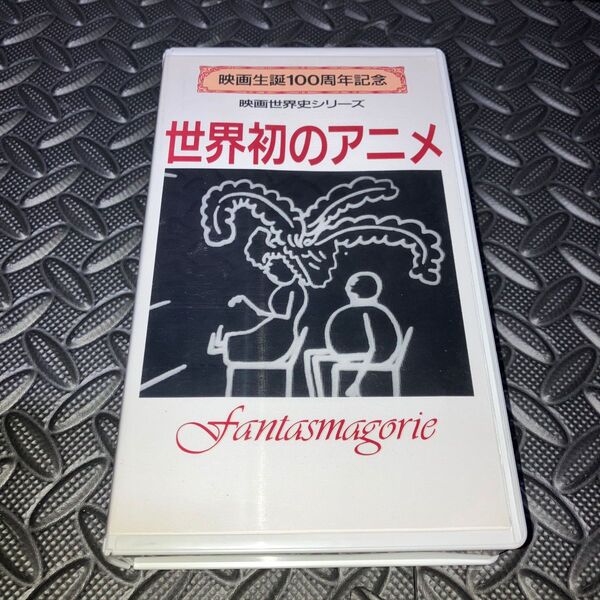 映画生誕100周年記念
映画世界史シリーズ
世界初のアニメ
Fantasmagorie